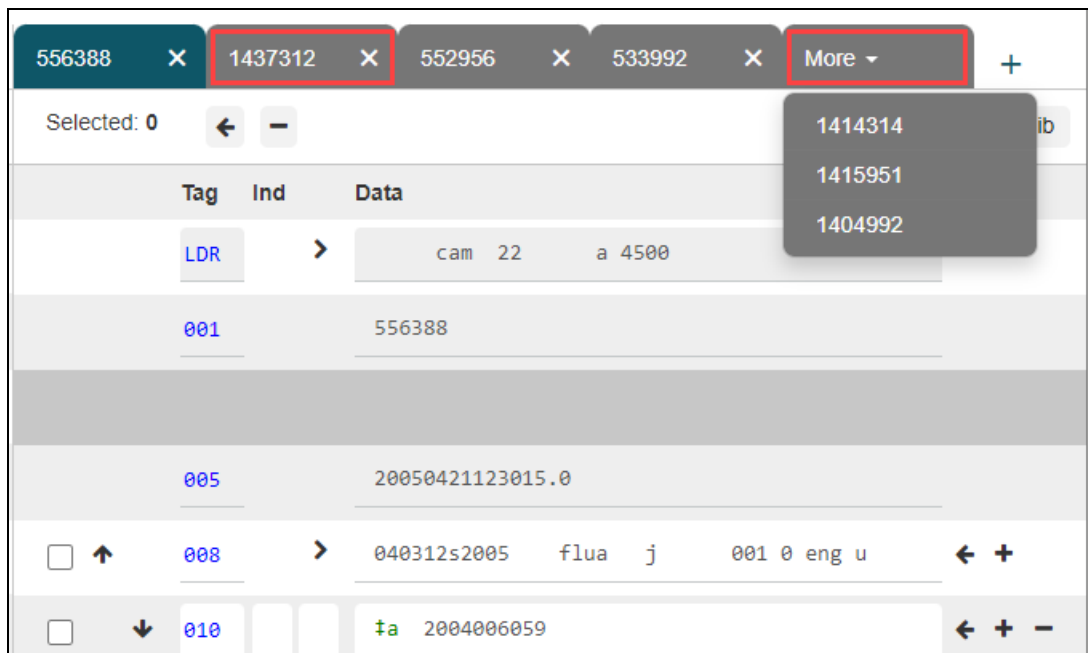 556388 × 1437312 × 552956 × 533992 × More +
Selected: 0 ib
1414314
1415951
1404992
Tag Ind Data
LDR cam 22 a 4500
001 556388
005 20050421123015.0
008 040312s2005 flua j 001 0 eng u
010 ‡a 2004006059